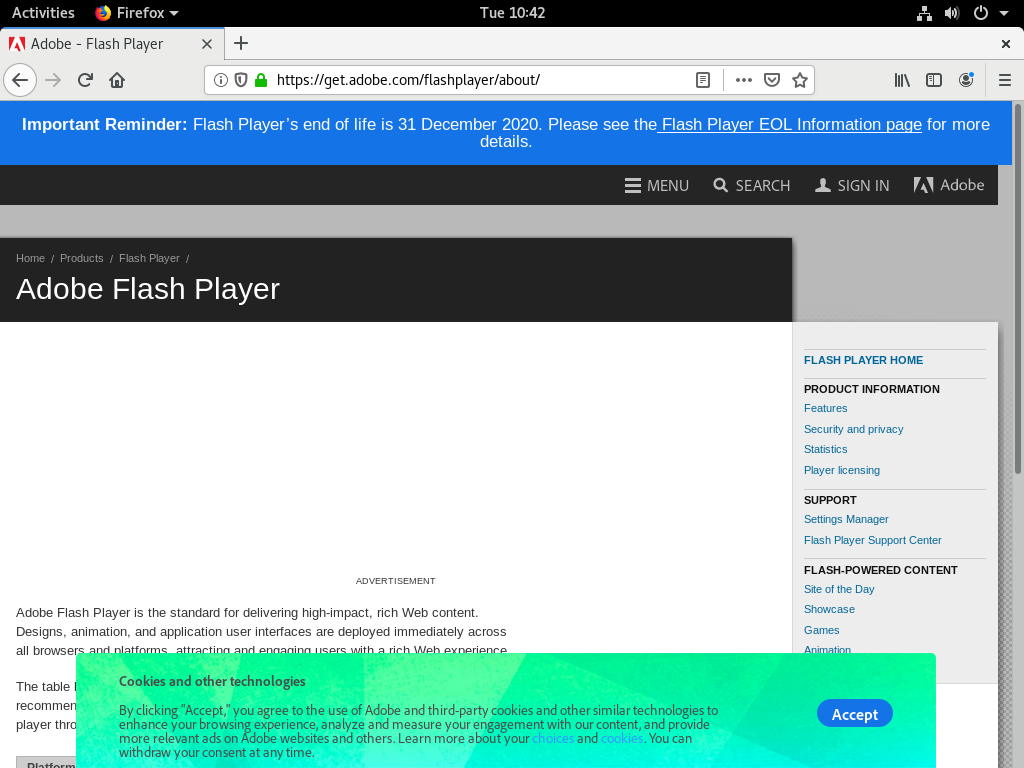 Activities Firefox Tue 10:42
Adobe - Flash Player
https://get.adobe.com/flashplayer/about/
Important Reminder: Flash Player’s end of life is 31 December 2020. Please see the Flash Player EOL Information page for more
details.
MENU SEARCH SIGN IN Adobe
Home / Products / Flash Player /
Adobe Flash Player
FLASH PLAYER HOME
PRODUCT INFORMATION
Features
Security and privacy
Statistics
Player licensing
SUPPORT
Settings Manager
Flash Player Support Center
FLASH-POWERED CONTENT
Site of the Day
Showcase
Games
Animation
ADVERTISEMENT
Adobe Flash Player is the standard for delivering high-impact, rich Web content.
Designs, animation, and application user interfaces are deployed immediately across
all browsers and platforms, attracting and engaging users with a rich Web experience
The table
recommen
player thro
Platform
Cookies and other technologies
By clicking "Accept," you agree to the use of Adobe and third-party cookies and other similar technologies to
enhance your browsing experience, analyze and measure your engagement with our content, and provide
more relevant ads on Adobe websites and others. Learn more about your choices and cookies. You can
withdraw your consent at any time.
Accept